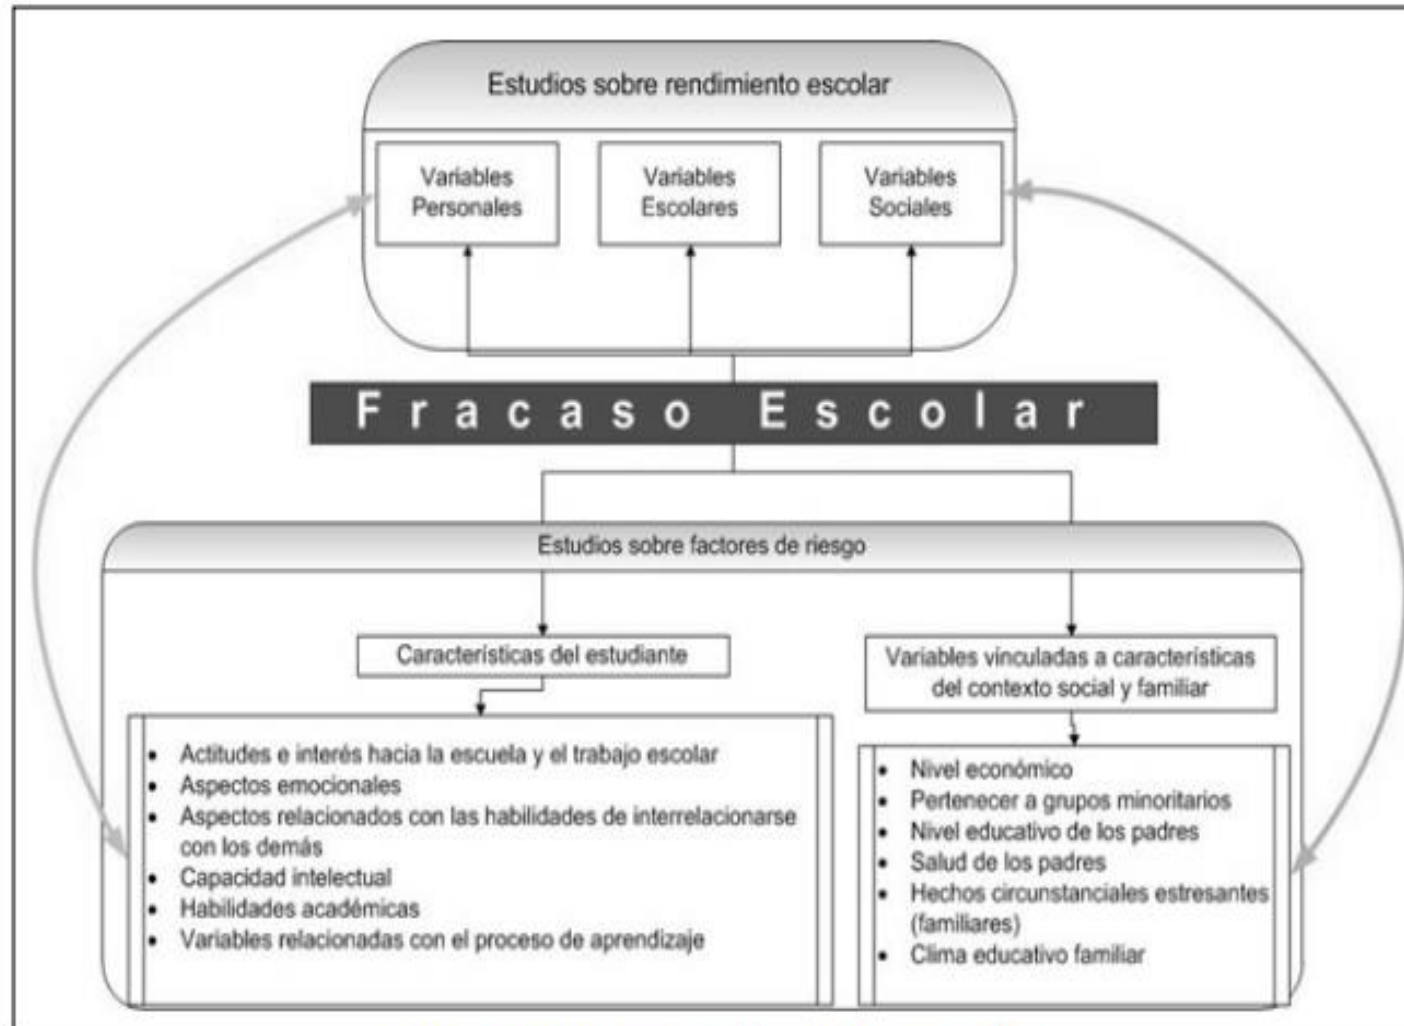 Estudios sobre rendimiento escolar
Variables
Personales
Variables
Escolares
Variables
Sociales
Fracaso Escolar
Estudios sobre factores de riesgo
Características del estudiante
• Actitudes e interés hacia la escuela y el trabajo escolar
• Aspectos emocionales
• Aspectos relacionados con las habilidades de interrelacionarse
con los demás
• Capacidad intelectual
• Habilidades académicas
• Variables relacionadas con el proceso de aprendizaje
Variables vinculadas a características
del contexto social y familiar
• Nivel económico
• Pertenecer a grupos minoritarios
• Nivel educativo de los padres
• Salud de los padres
• Hechos circunstanciales estresantes
(familiares)
• Clima educativo familiar